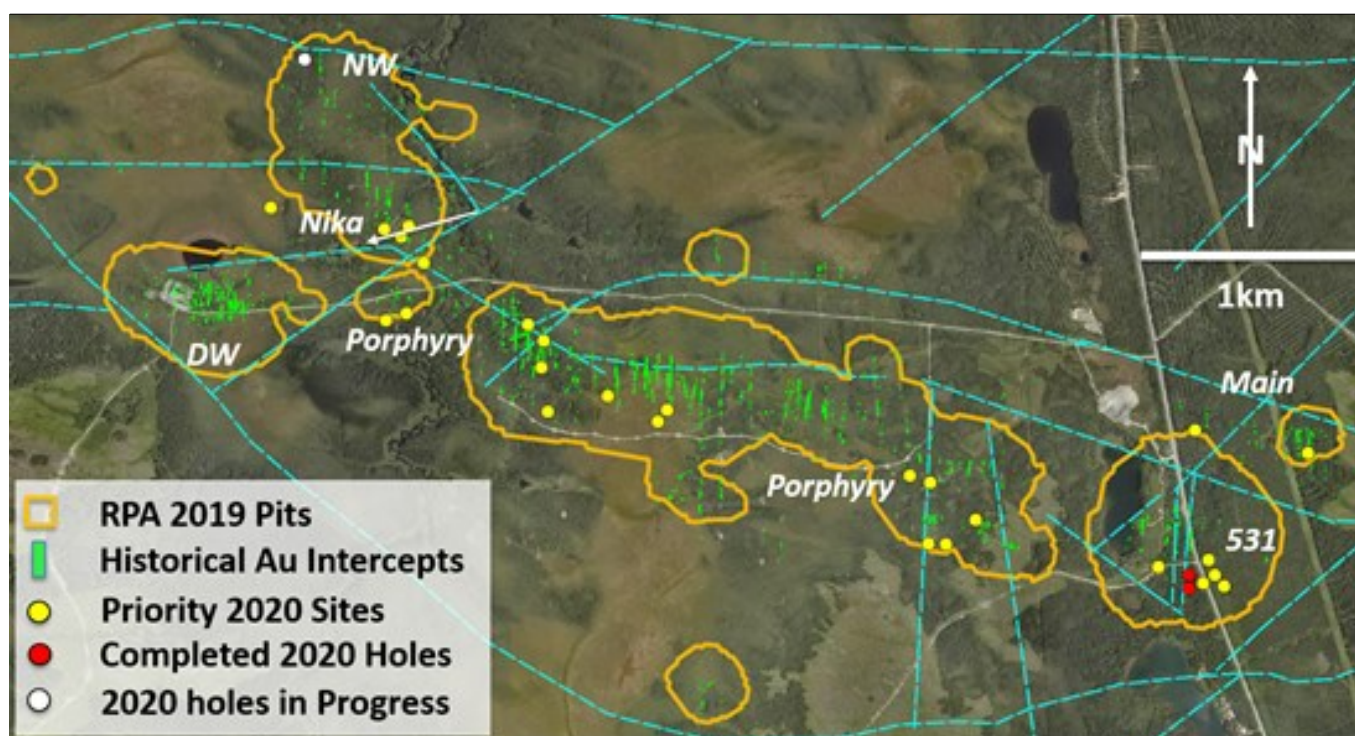 NW
N
Nika
1km
DW
Porphyry
Main
Porphyry
531
RPA 2019 Pits
Historical Au Intercepts
Priority 2020 Sites
Completed 2020 Holes
2020 holes in Progress